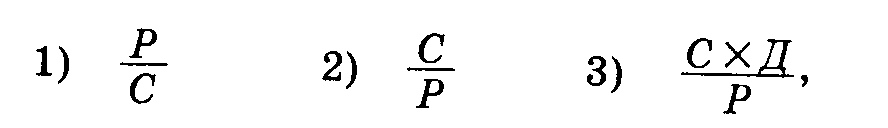 1) Р/С 2) С/Р 3) С×Д/Р,